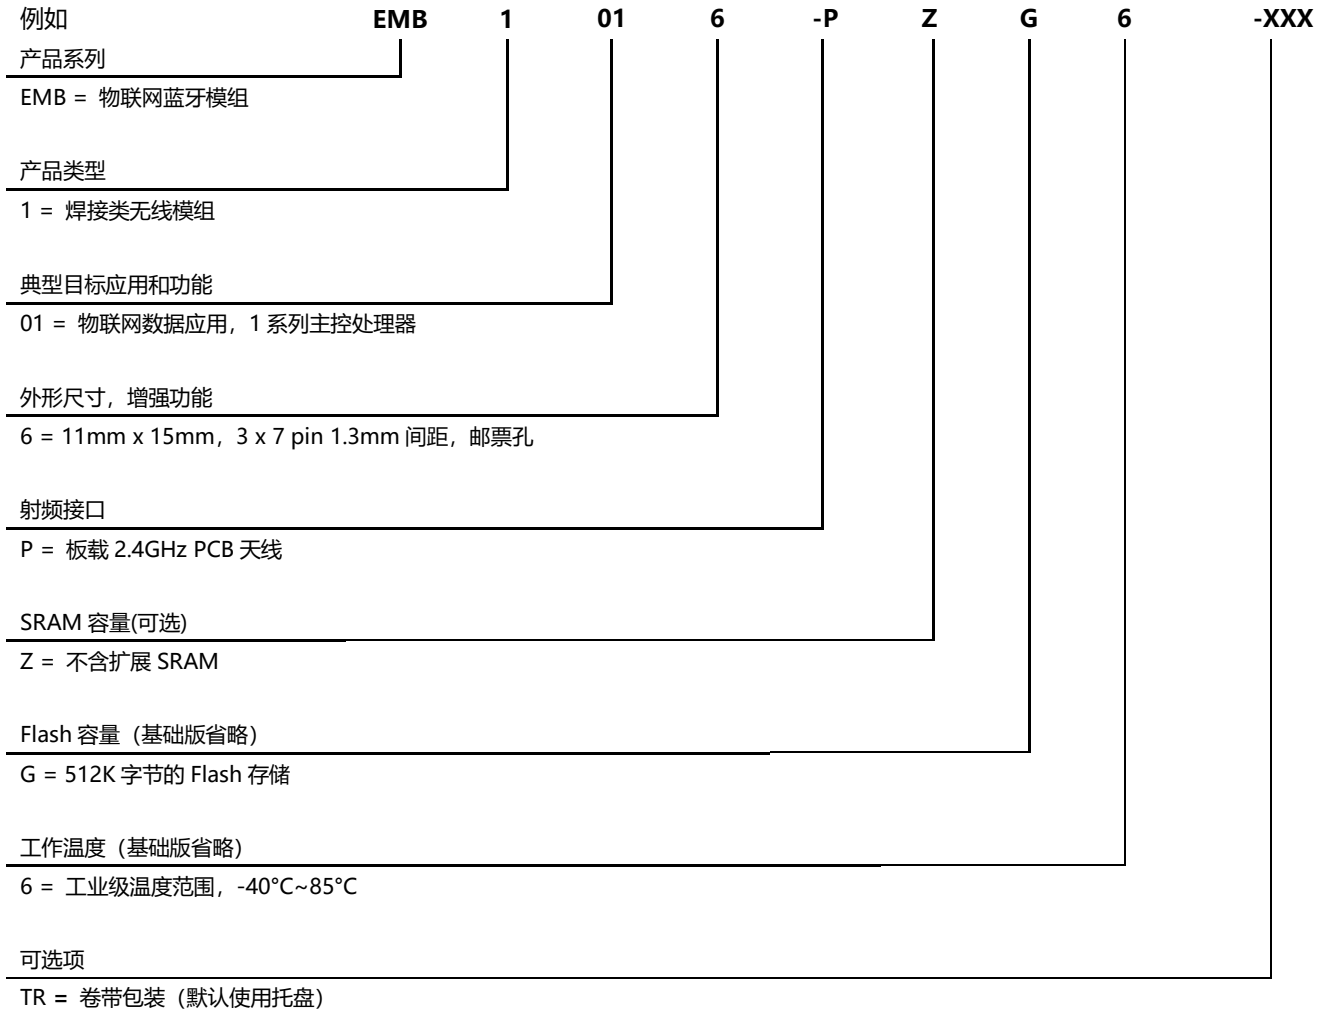 例如 EMB 1 01 6 -P Z G 6 -XXX
产品系列
EMB = 物联网蓝牙模组
产品类型
1 = 焊接类无线模组
典型目标应用和功能
01 = 物联网数据应用，1 系列主控处理器
外形尺寸，增强功能
6 = 11mm x 15mm，3 x 7 pin 1.3mm 间距，邮票孔
射频接口
P = 板载 2.4GHz PCB 天线
SRAM 容量(可选)
Z = 不含扩展 SRAM
Flash 容量（基础版省略）
G = 512K 字节的 Flash 存储
工作温度（基础版省略）
6 = 工业级温度范围，-40°C~85°C
可选项
TR = 卷带包装（默认使用托盘）